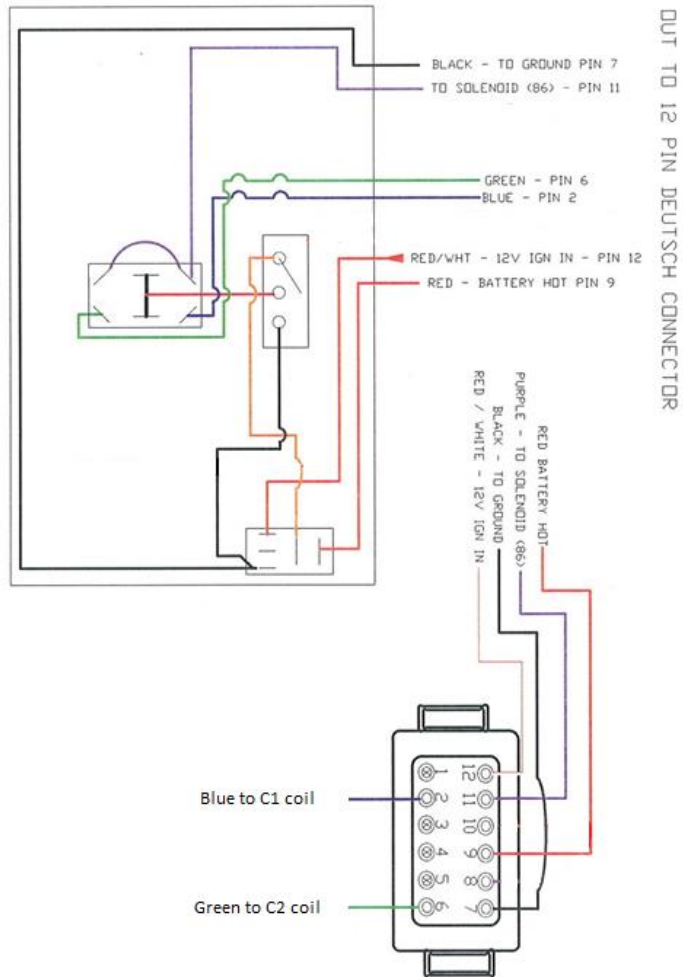 BLACK - TO GROUND PIN 7
TO SOLENOID (86) - PIN 11
GREEN - PIN 6
BLUE - PIN 2
RED/WHT - 12V IGN IN - PIN 12
RED - BATTERY HOT PIN 9
OUT TO 12 PIN DEUTSCH CONNECTOR
RED BATTERY HOT
PURPLE - TO SOLENOID (86)
BLACK - TO GROUND
RED / WHITE - 12V IGN IN
1 12
Blue to C1 coil
2 11
3 10
4 9
5 8
Green to C2 coil
6 7